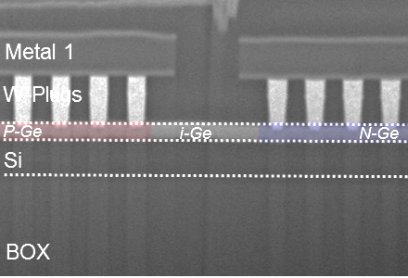 Metal 1
W-Plugs
P-Ge
i-Ge
N-Ge
Si
BOX